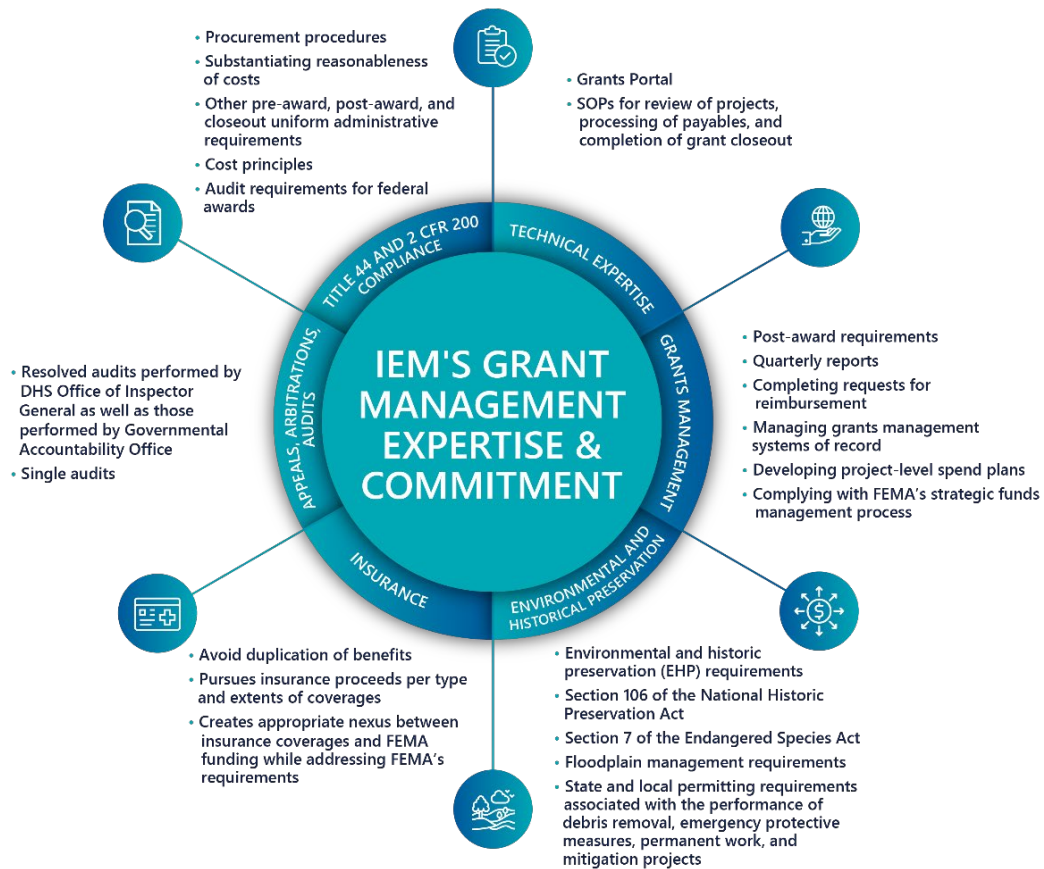 IEM'S GRANT
MANAGEMENT
EXPERTISE &
COMMITMENT
TITLE 44 AND 2 CFR 200
COMPLIANCE
• Procurement procedures
• Substantiating reasonableness
of costs
• Other pre-award, post-award, and
closeout uniform administrative
requirements
• Cost principles
• Audit requirements for federal
awards
TECHNICAL EXPERTISE
• Grants Portal
• SOPs for review of projects,
processing of payables, and
completion of grant closeout
GRANTS MANAGEMENT
• Post-award requirements
• Quarterly reports
• Completing requests for
reimbursement
• Managing grants management
systems of record
• Developing project-level spend plans
• Complying with FEMA's strategic funds
management process
ENVIRONMENTAL AND
HISTORICAL PRESERVATION
• Environmental and historic
preservation (EHP) requirements
• Section 106 of the National Historic
Preservation Act
• Section 7 of the Endangered Species Act
• Floodplain management requirements
• State and local permitting requirements
associated with the performance of
debris removal, emergency protective
measures, permanent work, and
mitigation projects
INSURANCE
• Avoid duplication of benefits
• Pursues insurance proceeds per type
and extents of coverages
• Creates appropriate nexus between
insurance coverages and FEMA
funding while addressing FEMA's
requirements
APPEALS, ARBITRATIONS,
AUDITS
• Resolved audits performed by
DHS Office of Inspector
General as well as those
performed by Governmental
Accountability Office
• Single audits
$